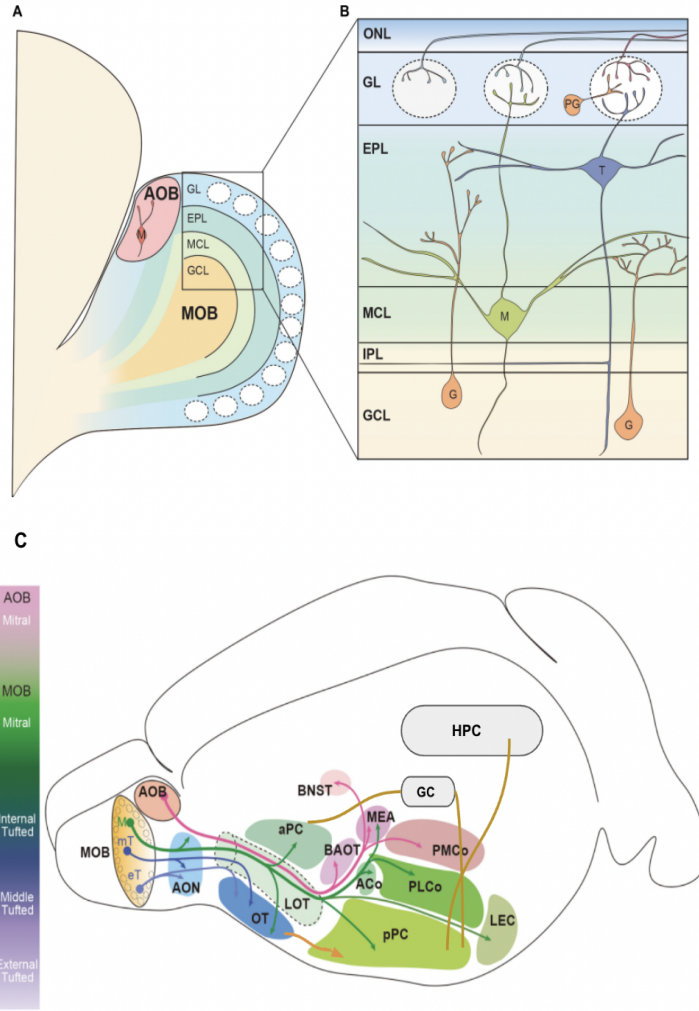 A
AOB
M
GL
EPL
MCL
GCL
MOB
B
ONL
GL
PG
EPL
T
MCL
M
IPL
GCL
G
G
C
AOB
Mitral
MOB
Mitral
Internal
Tufted
Middle
Tufted
External
Tufted
HPC
GC
BNST
AOB
MEA
aPC
M
MOB
mT
BAOT
PMCo
eT
AON
ACo
PLCo
LOT
OT
LEC
pPC